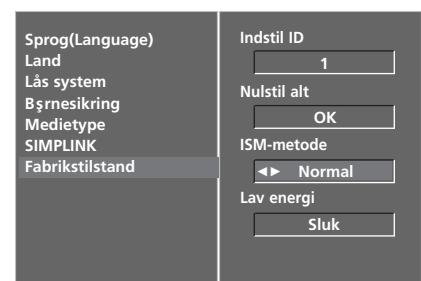 Sprog(Language)
Land
Lås system
Bşrnesikring
Medietype
SIMPLINK
Fabrikstilstand
Indstil ID
1
Nulstil alt
OK
ISM-metode
◄► Normal
Lav energi
Sluk